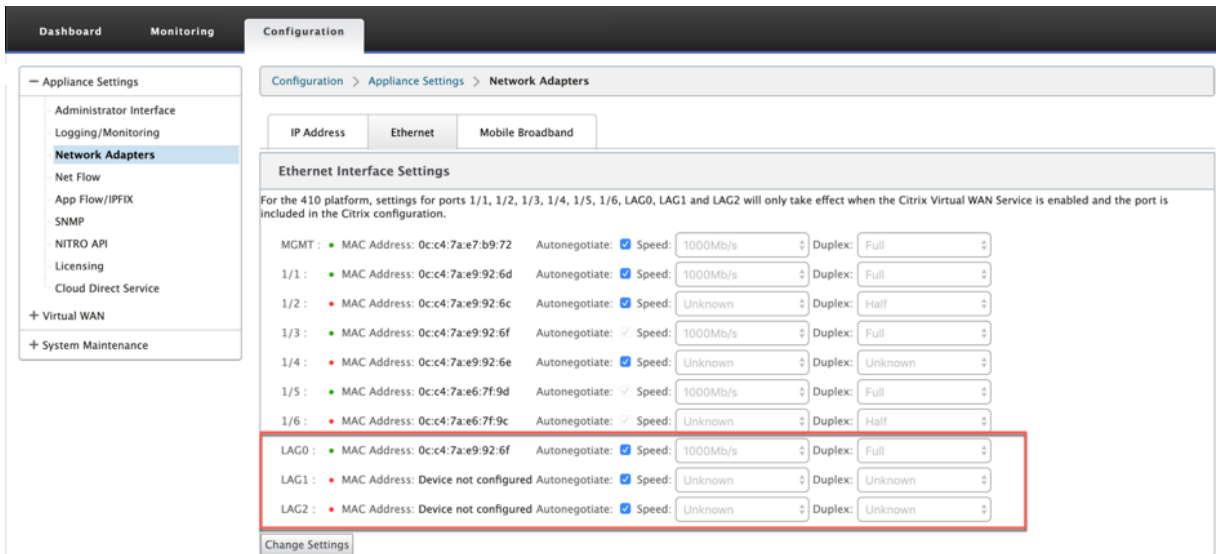 Dashboard Monitoring Configuration
− Appliance Settings
Administrator Interface
Logging/Monitoring
Network Adapters
Net Flow
App Flow/IPFIX
SNMP
NITRO API
Licensing
Cloud Direct Service
+ Virtual WAN
+ System Maintenance
Configuration > Appliance Settings > Network Adapters
IP Address Ethernet Mobile Broadband
Ethernet Interface Settings
For the 410 platform, settings for ports 1/1, 1/2, 1/3, 1/4, 1/5, 1/6, LAG0, LAG1 and LAG2 will only take effect when the Citrix Virtual WAN Service is enabled and the port is
included in the Citrix configuration.
MGMT : MAC Address: 0c:c4:7a:e7:b9:72 Autonegotiate: Speed: 1000Mb/s Duplex: Full
1/1 : MAC Address: 0c:c4:7a:e9:92:6d Autonegotiate: Speed: 1000Mb/s Duplex: Full
1/2 : MAC Address: 0c:c4:7a:e9:92:6c Autonegotiate: Speed: Unknown Duplex: Half
1/3 : MAC Address: 0c:c4:7a:e9:92:6f Autonegotiate: Speed: 1000Mb/s Duplex: Full
1/4 : MAC Address: 0c:c4:7a:e9:92:6e Autonegotiate: Speed: Unknown Duplex: Unknown
1/5 : MAC Address: 0c:c4:7a:e6:7f:9d Autonegotiate: Speed: 1000Mb/s Duplex: Full
1/6 : MAC Address: 0c:c4:7a:e6:7f:9c Autonegotiate: Speed: Unknown Duplex: Half
LAG0 : MAC Address: 0c:c4:7a:e9:92:6f Autonegotiate: Speed: 1000Mb/s Duplex: Full
LAG1 : MAC Address: Device not configured Autonegotiate: Speed: Unknown Duplex: Unknown
LAG2 : MAC Address: Device not configured Autonegotiate: Speed: Unknown Duplex: Unknown
Change Settings